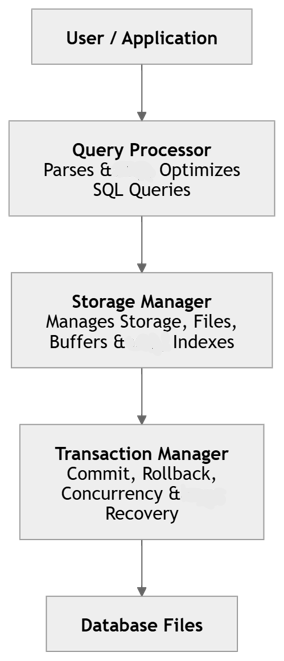 User / Application
Query Processor
Parses & Optimizes
SQL Queries
Storage Manager
Manages Storage, Files,
Buffers & Indexes
Transaction Manager
Commit, Rollback,
Concurrency &
Recovery
Database Files